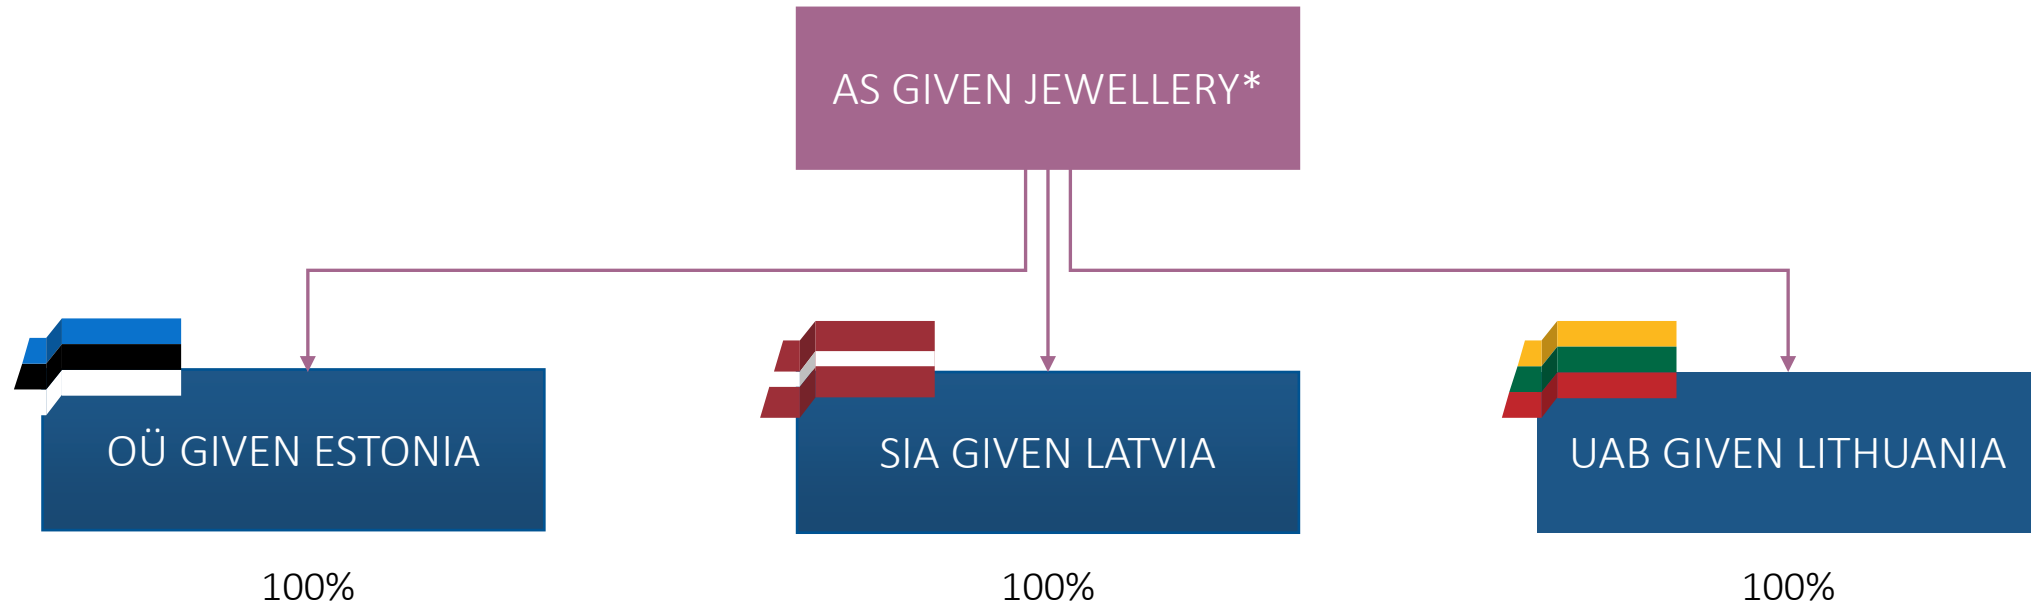 AS GIVEN JEWELLERY*
OÜ GIVEN ESTONIA
SIA GIVEN LATVIA
UAB GIVEN LITHUANIA
100%
100%
100%